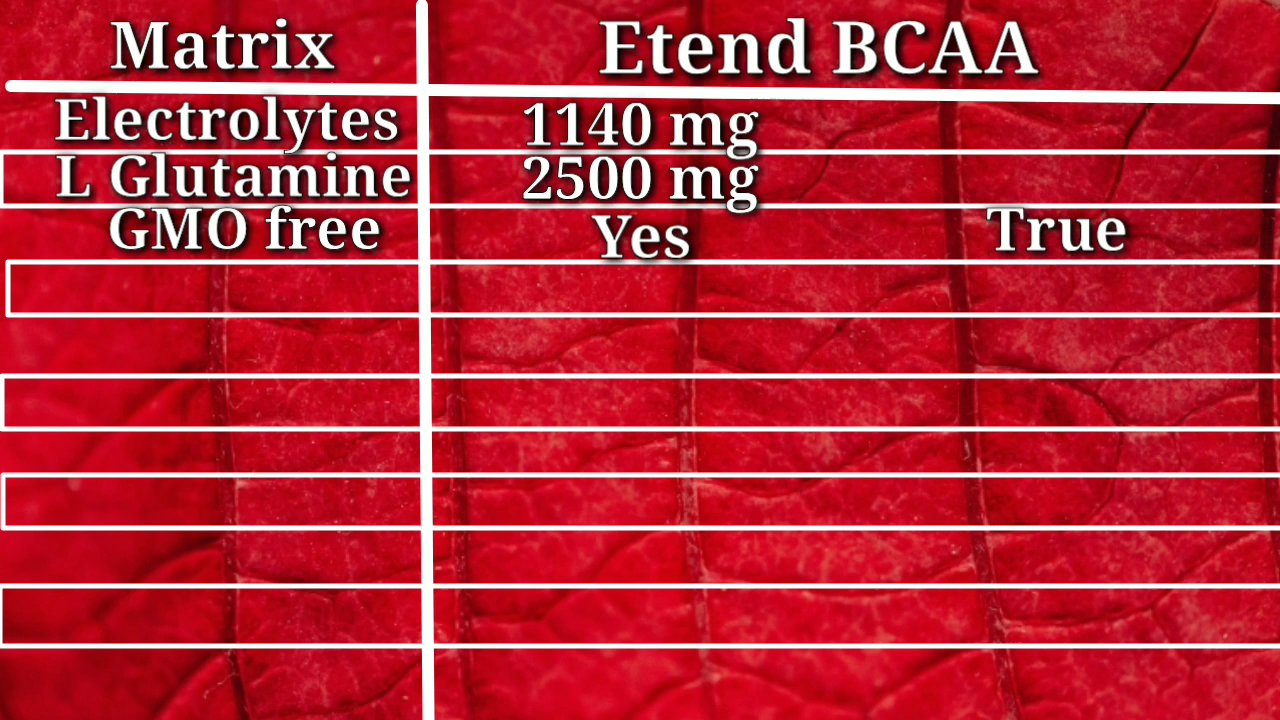 Matrix Etend BCAA
Electrolytes 1140 mg
L Glutamine 2500 mg
GMO free Yes True